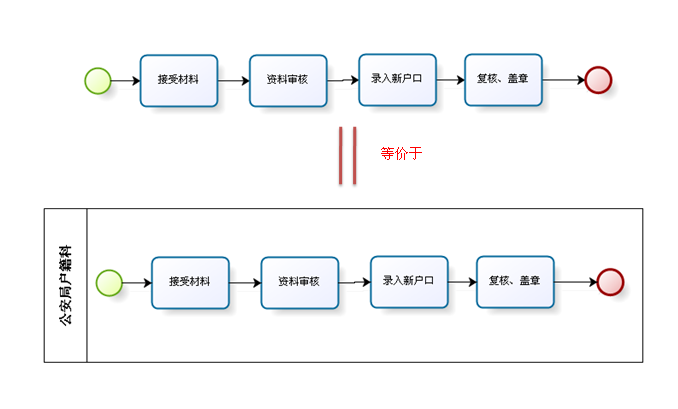 接受材料
资料审核
录入新户口
复核、盖章
等价于
公安局户籍科
接受材料
资料审核
录入新户口
复核、盖章